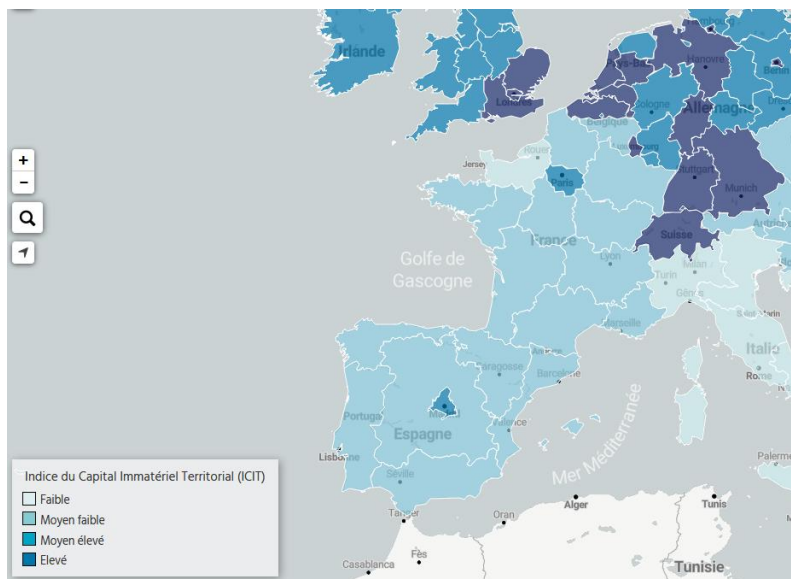 Hambourg
Irlande
Hanovre
Pays-Bas
Berlin
Londres
Cologne
Allemagne
Belgique
Luxembourg
Jersey
Rouen
Paris
Stuttgart
Munich
+
−
Suisse
France
Golfe de
Gascogne
Lyon
Milan
Turin
Gênes
Marseille
Italie
Rome
Saragosse
Barcelone
Madrid
Portugal
Valence
Espagne
Mer Méditerranée
Lisbonne
Séville
Palerme
Alger
Tunis
Tanger
Oran
Fès
Casablanca
Tunisie
Indice du Capital Immatériel Territorial (ICIT)
Faible
Moyen faible
Moyen élevé
Elevé